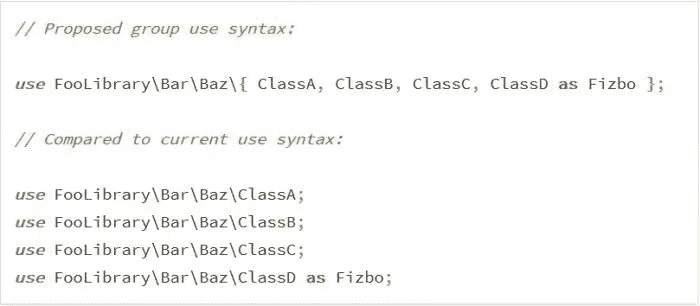 // Proposed group use syntax:
use FooLibrary\Bar\Baz\{ ClassA, ClassB, ClassC, ClassD as Fizbo };
// Compared to current use syntax:
use FooLibrary\Bar\Baz\ClassA;
use FooLibrary\Bar\Baz\ClassB;
use FooLibrary\Bar\Baz\ClassC;
use FooLibrary\Bar\Baz\ClassD as Fizbo;